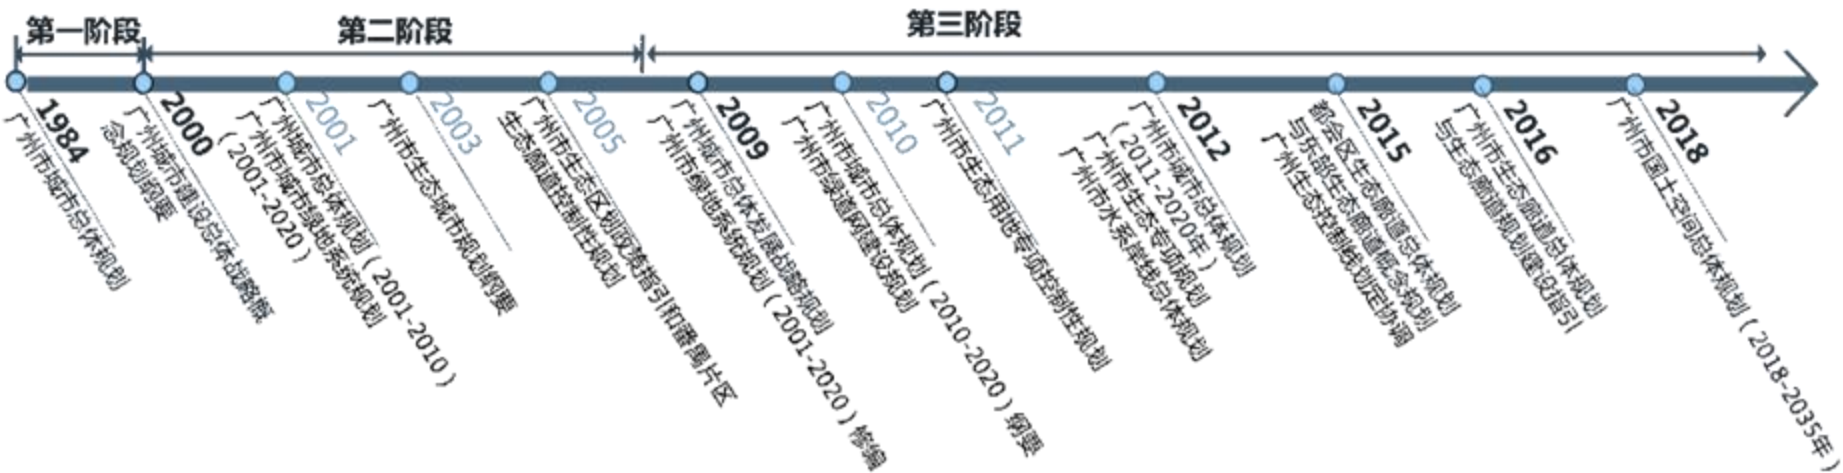 第一阶段
第二阶段
第三阶段
1984
广州市城市总体规划
2000
广州城市建设总体战略概
念规划纲要
2001
广州城市总体规划（2001-2010）
广州市城市绿地系统规划
（2001-2020）
2003
广州市生态城市规划纲要
2005
广州市生态区划政策指引和番禺片区
生态廊道控制性规划
2009
广州城市总体发展战略规划
广州市绿地系统规划（2001-2020）修编
2010
广州市城市总体规划（2010-2020）纲要
广州市绿道网建设规划
2011
广州市生态用地专项控制性规划
2012
广州市城市总体规划
（2011-2020年）
广州市生态专项规划
广州市水系岸线总体规划
2015
都会区生态廊道总体规划
与东部生态廊道概念规划
广州生态控制线划定协调
2016
广州市生态廊道总体规划
与生态廊道规划建设指引
2018
广州市国土空间总体规划（2018-2035年）